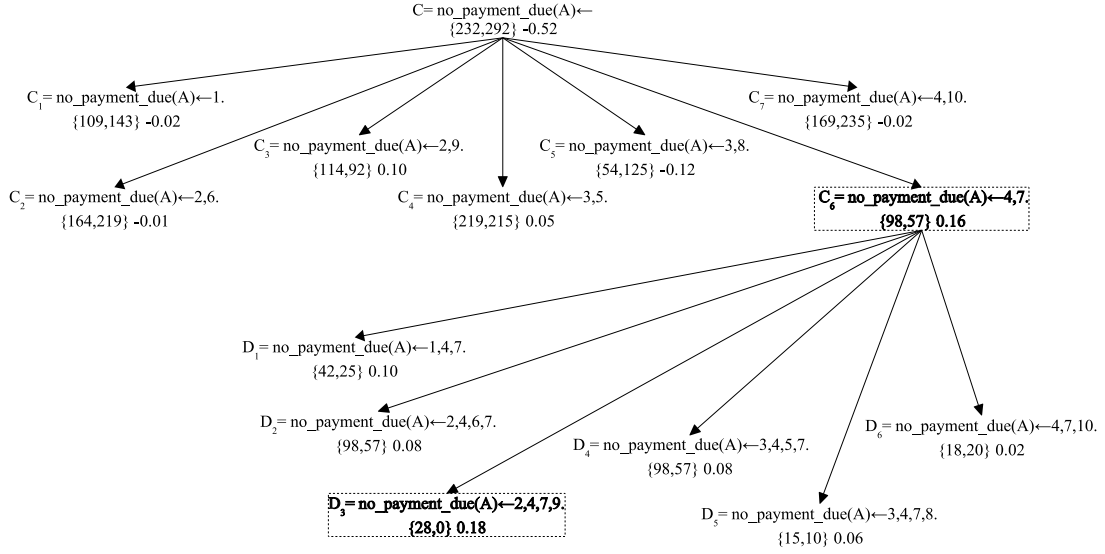 C= no_payment_due(A)←
{232,292} -0.52
C₁= no_payment_due(A)←1.
{109,143} -0.02
C₇= no_payment_due(A)←4,10.
{169,235} -0.02
C₃= no_payment_due(A)←2,9.
{114,92} 0.10
C₅= no_payment_due(A)←3,8.
{54,125} -0.12
C₂= no_payment_due(A)←2,6.
{164,219} -0.01
C₄= no_payment_due(A)←3,5.
{219,215} 0.05
C₆= no_payment_due(A)←4,7.
{98,57} 0.16
D₁= no_payment_due(A)←1,4,7.
{42,25} 0.10
D₂= no_payment_due(A)←2,4,6,7.
{98,57} 0.08
D₄= no_payment_due(A)←3,4,5,7.
{98,57} 0.08
D₆= no_payment_due(A)←4,7,10.
{18,20} 0.02
D₃= no_payment_due(A)←2,4,7,9.
{28,0} 0.18
D₅= no_payment_due(A)←3,4,7,8.
{15,10} 0.06